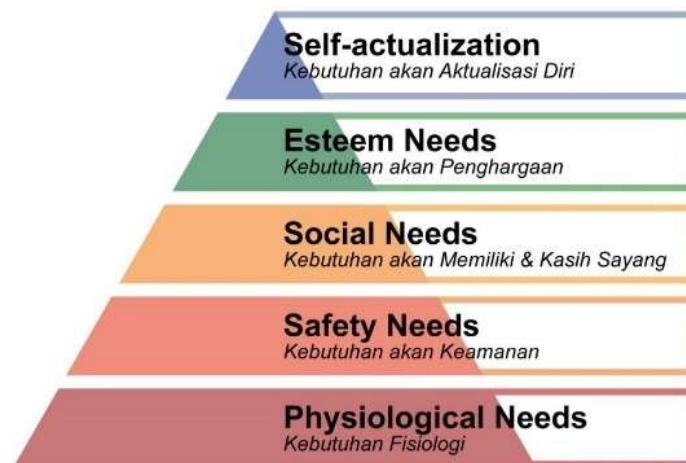 Self-actualization
Kebutuhan akan Aktualisasi Diri
Esteem Needs
Kebutuhan akan Penghargaan
Social Needs
Kebutuhan akan Memiliki & Kasih Sayang
Safety Needs
Kebutuhan akan Keamanan
Physiological Needs
Kebutuhan Fisiologi